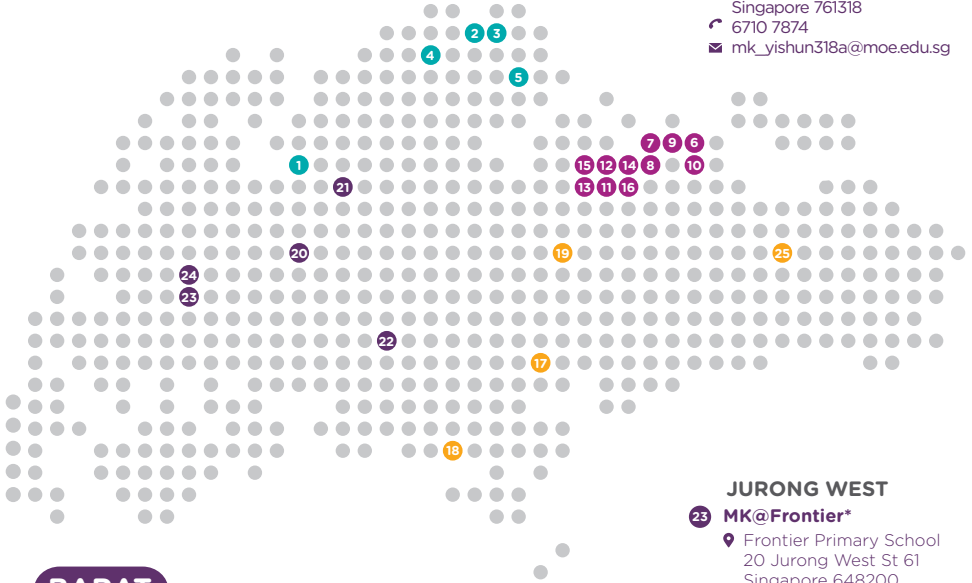 Singapore 761318
6710 7874
mk_yishun318a@moe.edu.sg
2 3
4
5
7 9 6
1 15 12 14 8 10
21 13 11 16
20 19 25
24
23
22
17
18
JURONG WEST
23 MK@Frontier*
Frontier Primary School
20 Jurong West St 61
Singapore 648200
BARAT